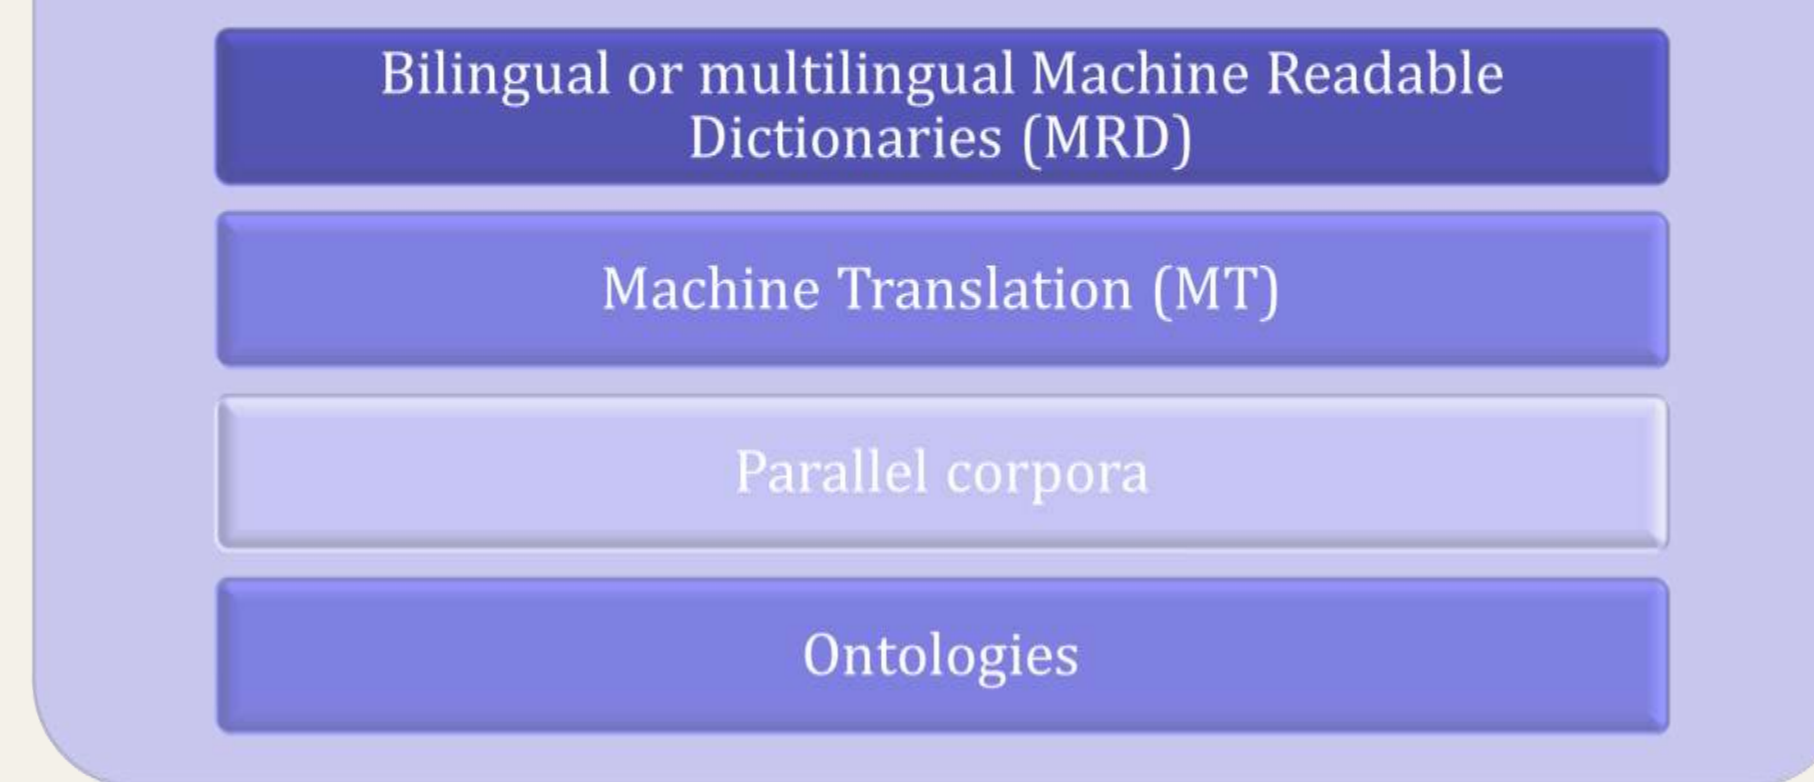 Bilingual or multilingual Machine Readable
Dictionaries (MRD)
Machine Translation (MT)
Parallel corpora
Ontologies